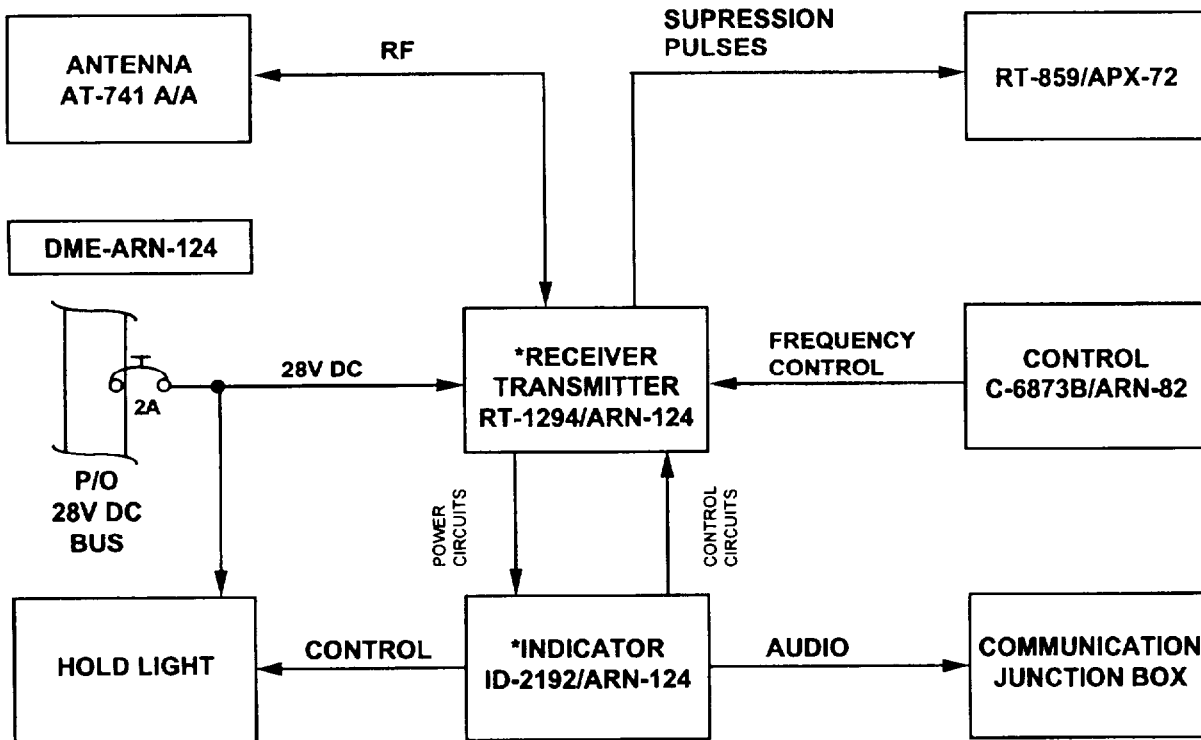 ANTENNA
AT-741 A/A
RF
SUPRESSION
PULSES
RT-859/APX-72
DME-ARN-124
2A
28V DC
P/O
28V DC
BUS
*RECEIVER
TRANSMITTER
RT-1294/ARN-124
FREQUENCY
CONTROL
CONTROL
C-6873B/ARN-82
POWER
CIRCUITS
CONTROL
CIRCUITS
HOLD LIGHT
CONTROL
*INDICATOR
ID-2192/ARN-124
AUDIO
COMMUNICATION
JUNCTION BOX